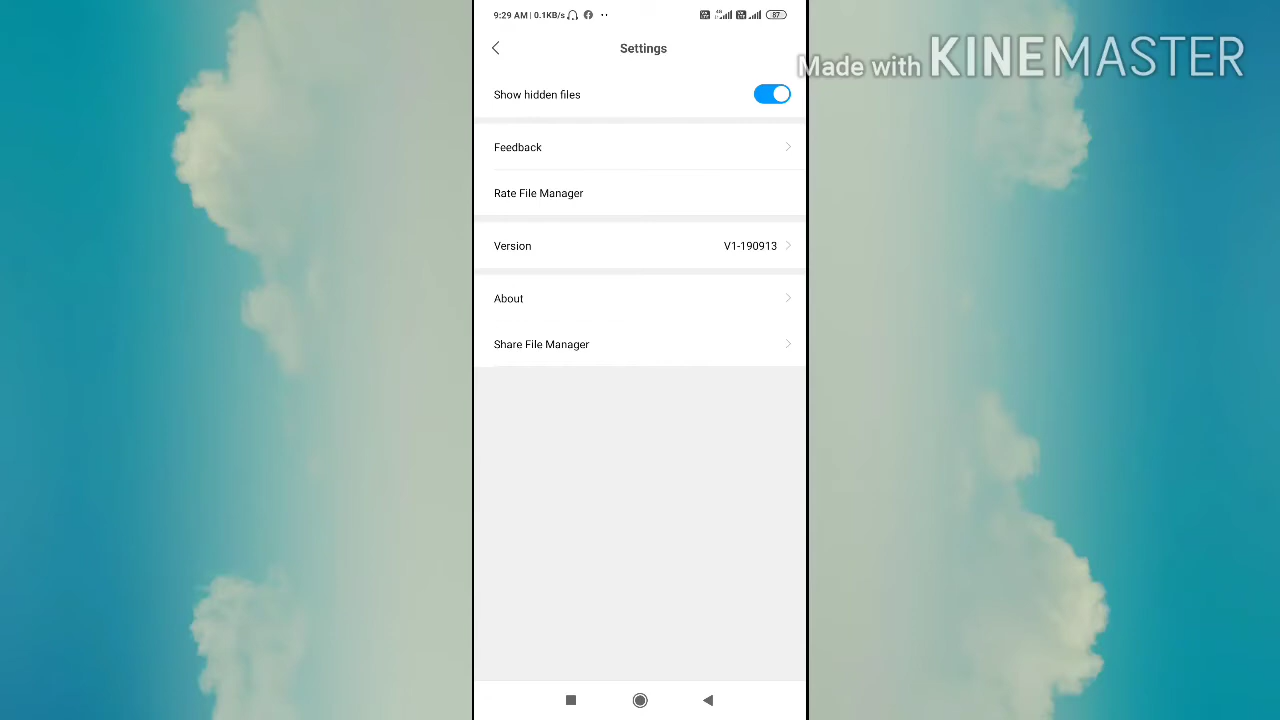 9:29 AM | 0.1KB/s
87
Settings
Made with KINEMASTER
Show hidden files
Feedback
Rate File Manager
Version V1-190913
About
Share File Manager